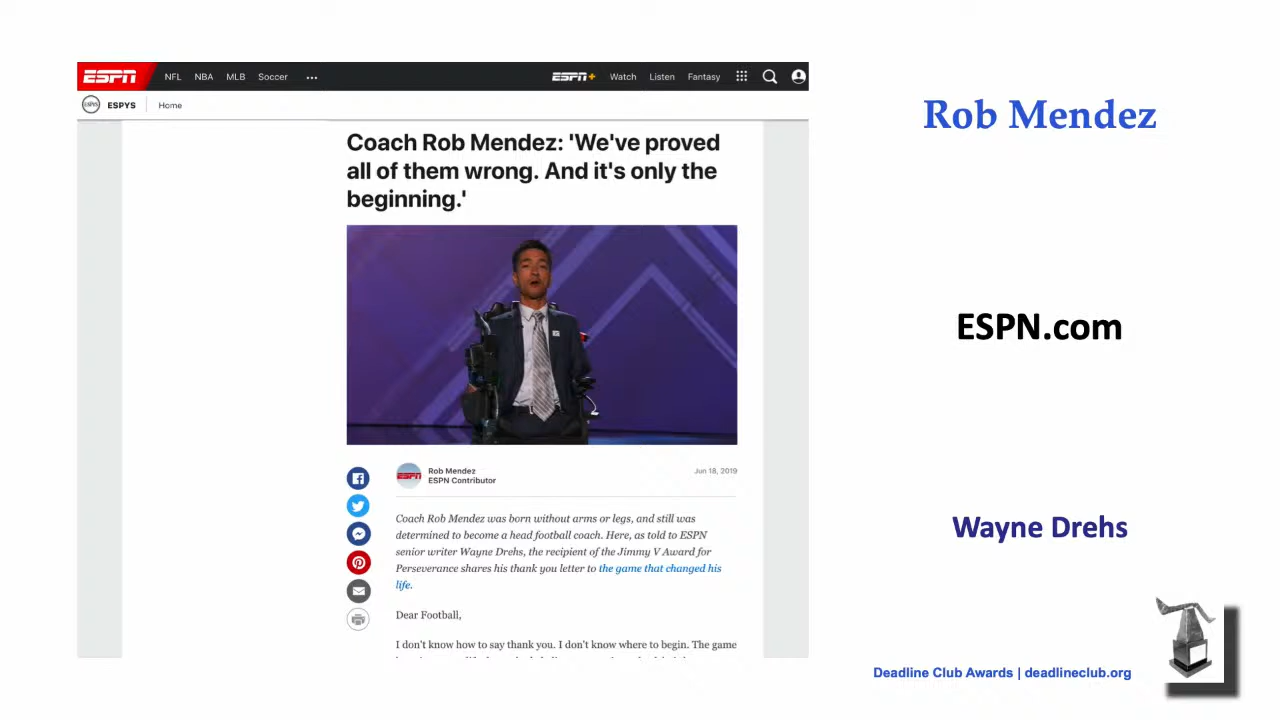 ESPN NFL NBA MLB Soccer ... ESPN+ Watch Listen Fantasy
ESPYS ESPYS Home
Coach Rob Mendez: 'We've proved
all of them wrong. And it's only the
beginning.'
Rob Mendez
ESPN Contributor
Jun 18, 2019
Coach Rob Mendez was born without arms or legs, and still was
determined to become a head football coach. Here, as told to ESPN
senior writer Wayne Drehs, the recipient of the Jimmy V Award for
Perseverance shares his thank you letter to the game that changed his
life.
Dear Football,
I don't know how to say thank you. I don't know where to begin. The game
Rob Mendez
ESPN.com
Wayne Drehs
Deadline Club Awards | deadlineclub.org